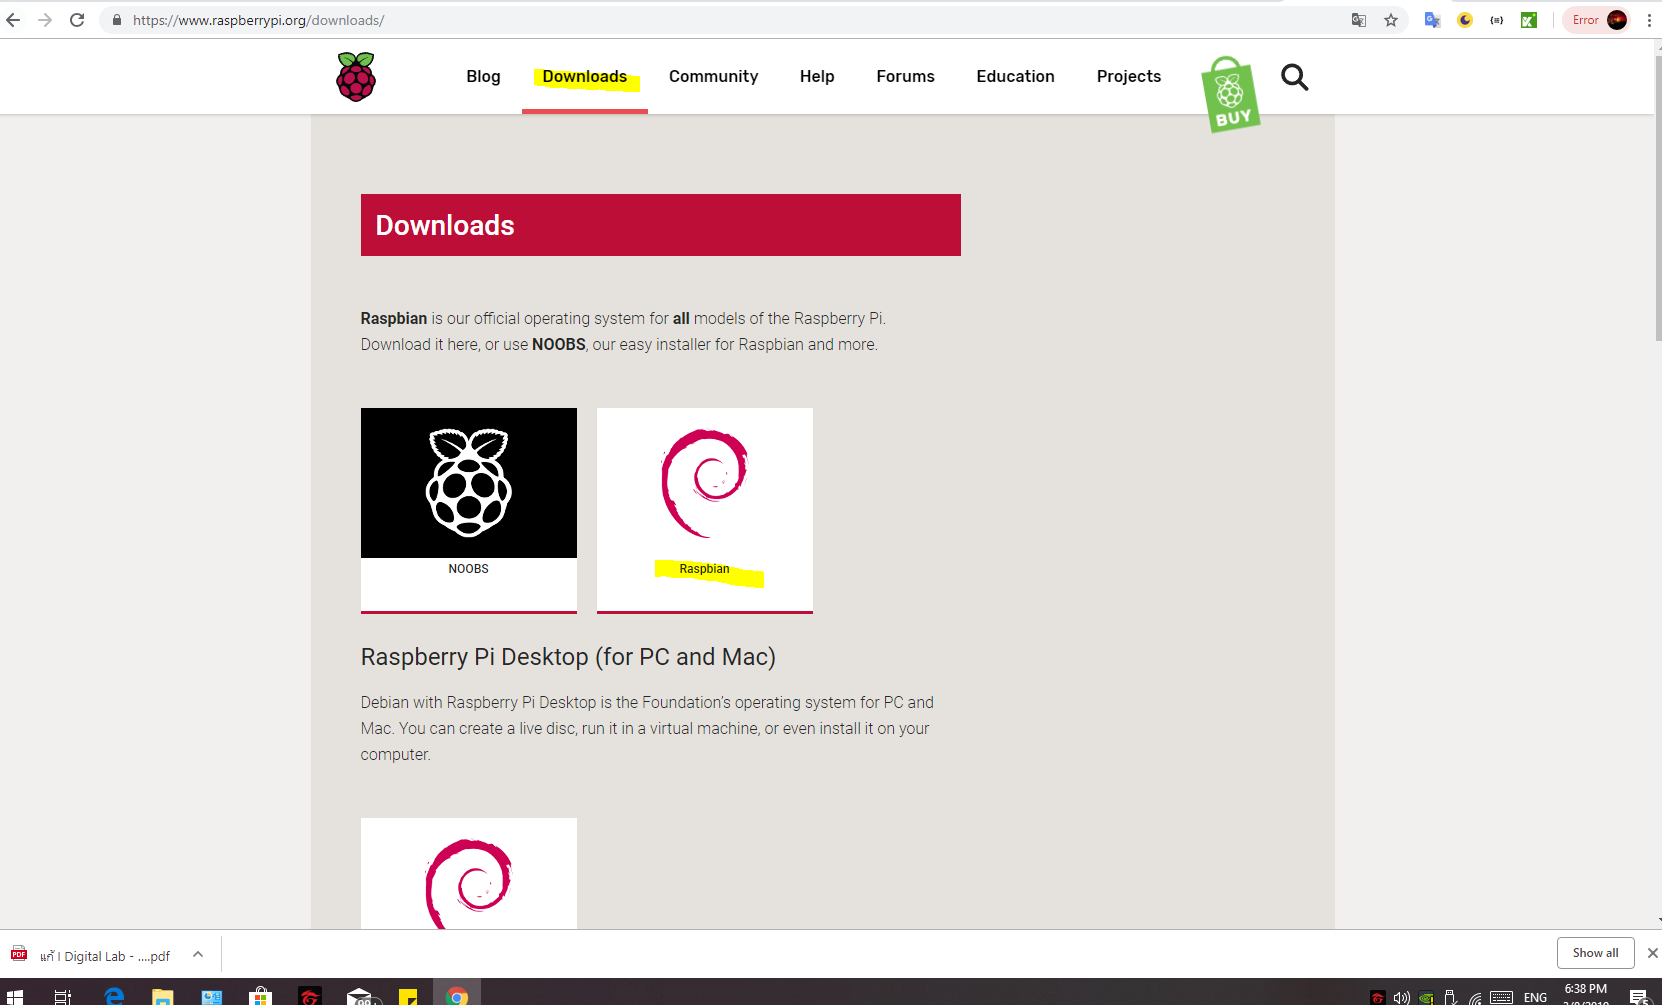 https://www.raspberrypi.org/downloads/
Error
Blog Downloads Community Help Forums Education Projects
BUY
Downloads
Raspbian is our official operating system for all models of the Raspberry Pi.
Download it here, or use NOOBS, our easy installer for Raspbian and more.
NOOBS
Raspbian
Raspberry Pi Desktop (for PC and Mac)
Debian with Raspberry Pi Desktop is the Foundation’s operating system for PC and
Mac. You can create a live disc, run it in a virtual machine, or even install it on your
computer.
PDF
แก้ I Digital Lab - ....pdf
Show all
99+
ENG
6:38 PM